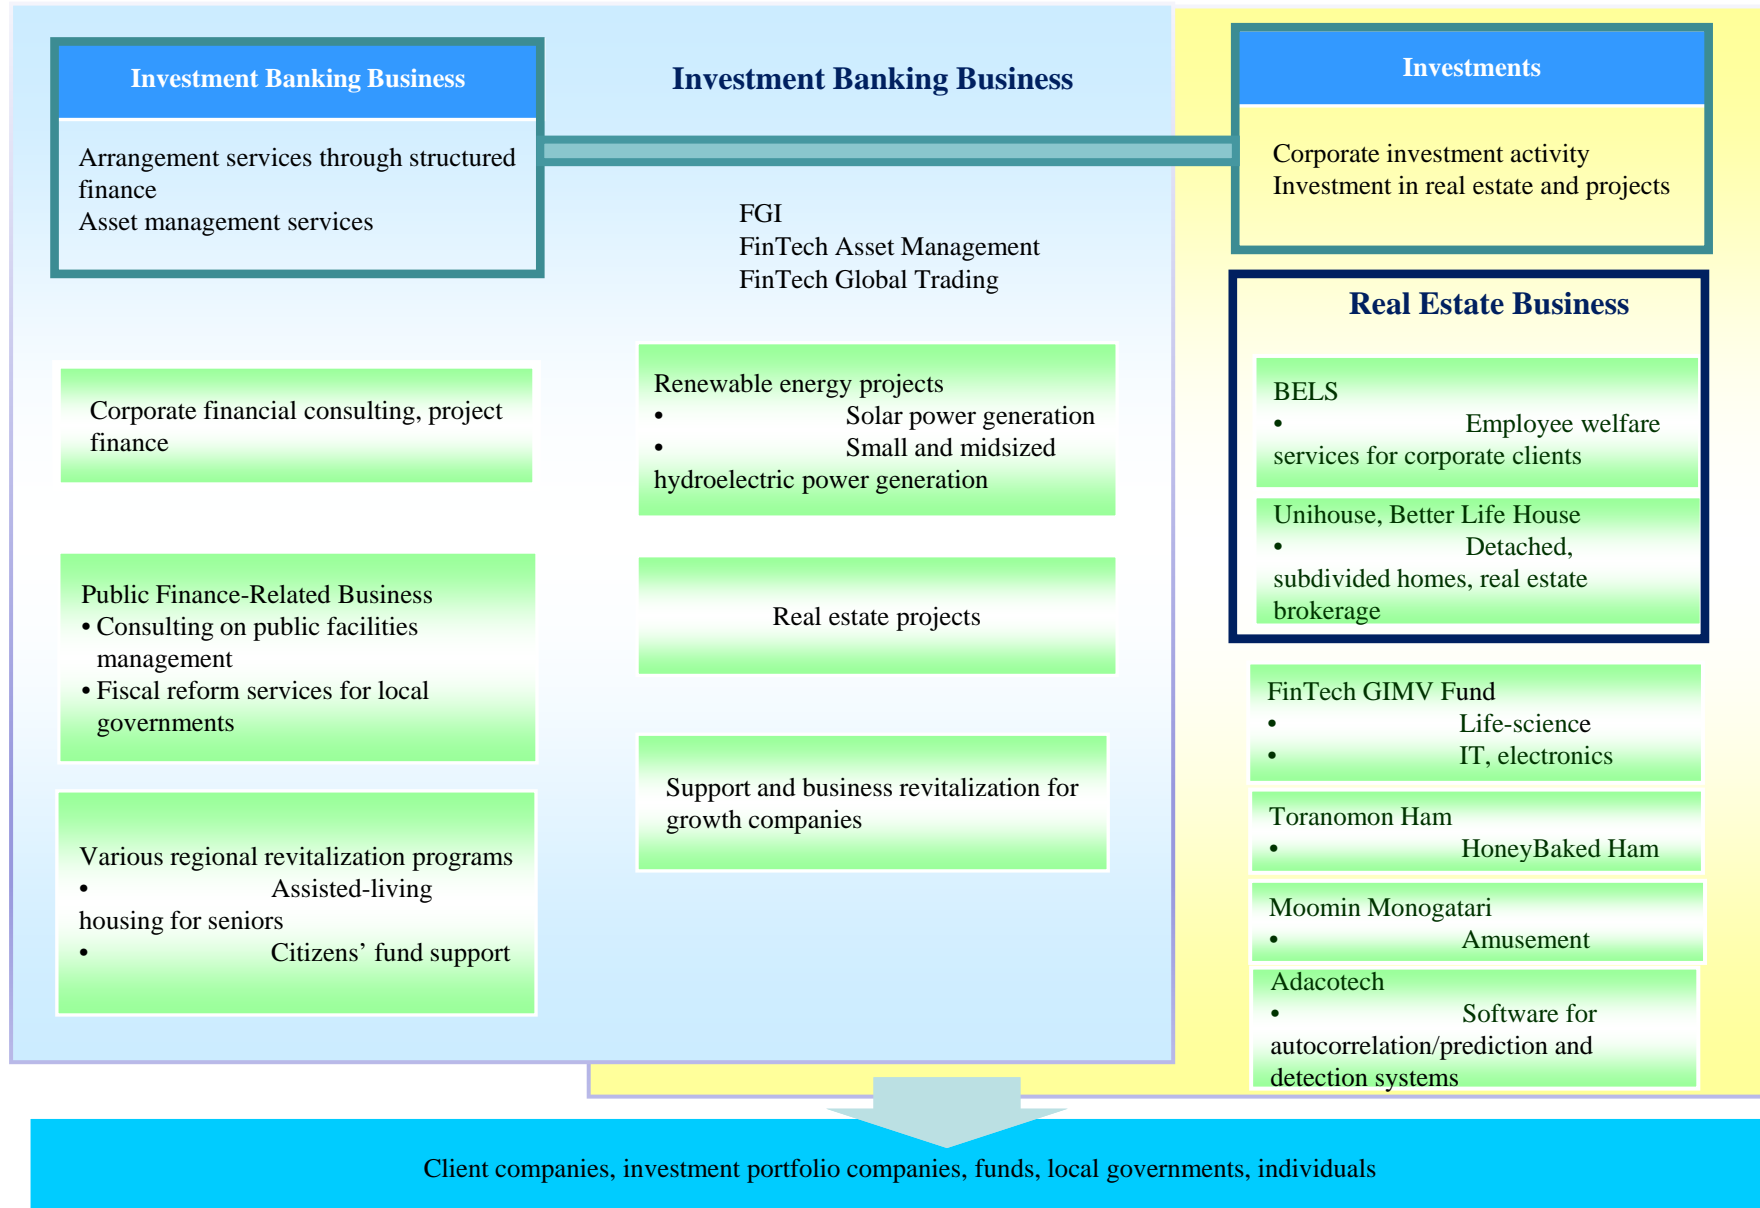 Investment Banking Business
Arrangement services through structured
finance
Asset management services
Investment Banking Business
FGI
FinTech Asset Management
FinTech Global Trading
Investments
Corporate investment activity
Investment in real estate and projects
Corporate financial consulting, project
finance
Public Finance-Related Business
• Consulting on public facilities
management
• Fiscal reform services for local
governments
Various regional revitalization programs
• Assisted-living
housing for seniors
• Citizens’ fund support
Renewable energy projects
• Solar power generation
• Small and midsized
hydroelectric power generation
Real estate projects
Support and business revitalization for
growth companies
Real Estate Business
BELS
• Employee welfare
services for corporate clients
Unihouse, Better Life House
• Detached,
subdivided homes, real estate
brokerage
FinTech GIMV Fund
• Life-science
• IT, electronics
Toranomon Ham
• HoneyBaked Ham
Moomin Monogatari
• Amusement
Adacotech
• Software for
autocorrelation/prediction and
detection systems
Client companies, investment portfolio companies, funds, local governments, individuals